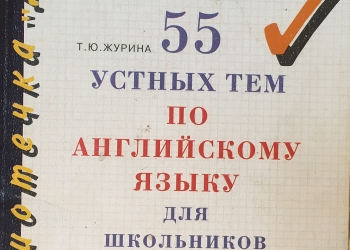 Т.Ю.ЖУРИНА 55
УСТНЫХ ТЕМ
ПО
АНГЛИЙСКОМУ
ЯЗЫКУ
ДЛЯ
ШКОЛЬНИКОВ